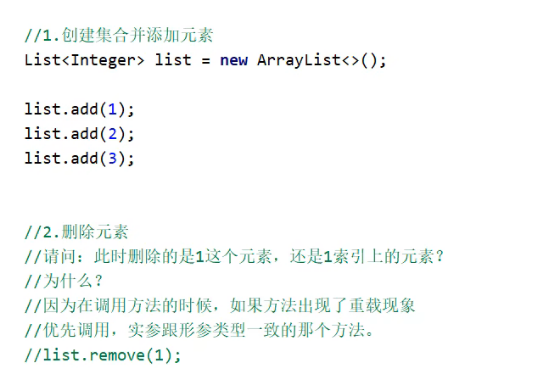 //1.创建集合并添加元素
List<Integer> list = new ArrayList<>();
list.add(1);
list.add(2);
list.add(3);
//2.删除元素
//请问：此时删除的是1这个元素，还是1索引上的元素？
//为什么？
//因为在调用方法的时候，如果方法出现了重载现象
//优先调用，实参跟形参类型一致的那个方法。
//list.remove(1);